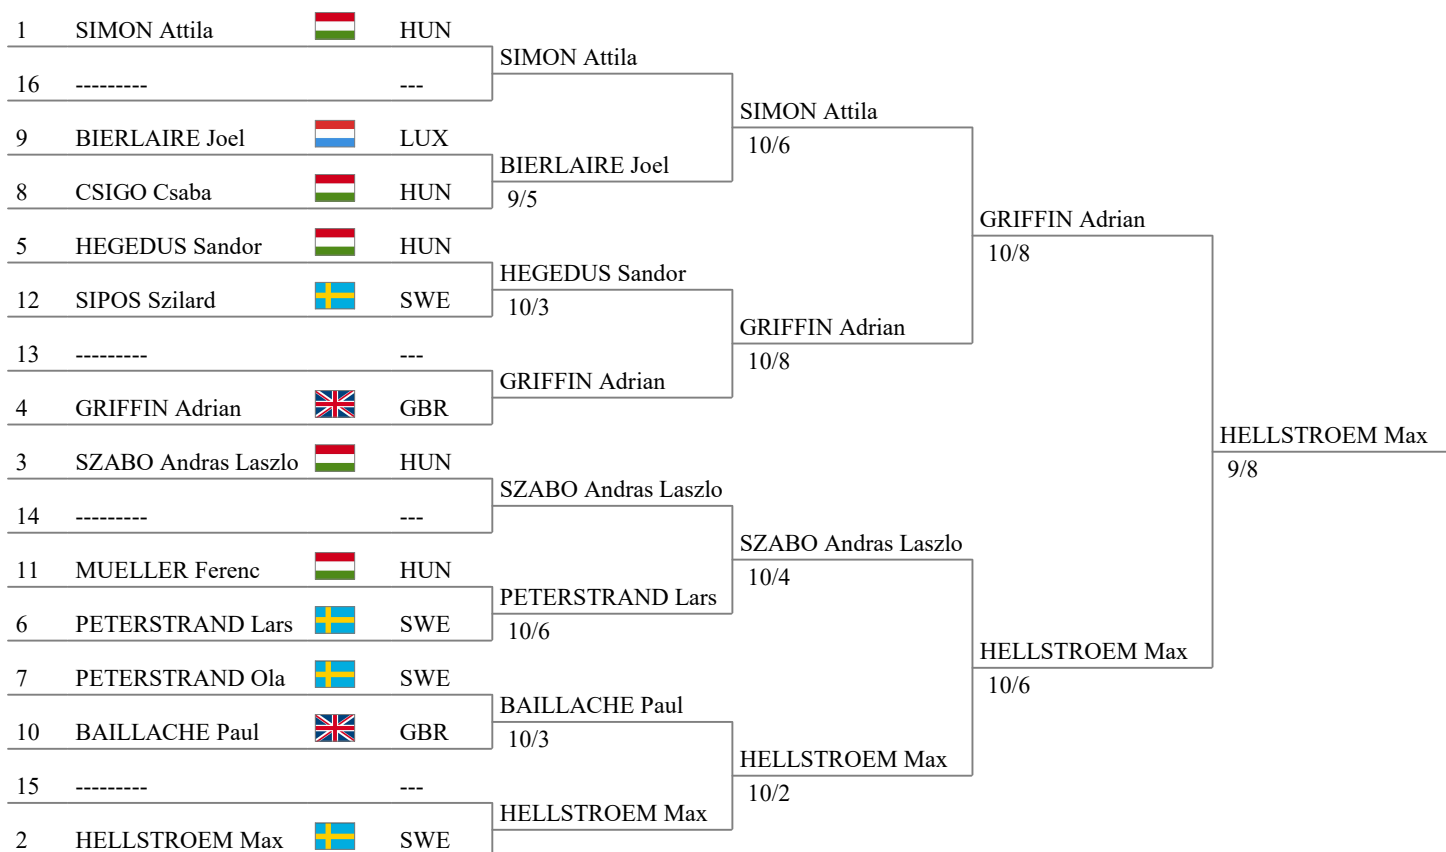 1 SIMON Attila HUN
16 --------- ---
9 BIERLAIRE Joel LUX
8 CSIGO Csaba HUN
5 HEGEDUS Sandor HUN
12 SIPOS Szilard SWE
13 --------- ---
4 GRIFFIN Adrian GBR
3 SZABO Andras Laszlo HUN
14 --------- ---
11 MUELLER Ferenc HUN
6 PETERSTRAND Lars SWE
7 PETERSTRAND Ola SWE
10 BAILLACHE Paul GBR
15 --------- ---
2 HELLSTROEM Max SWE
SIMON Attila
BIERLAIRE Joel
9/5
HEGEDUS Sandor
10/3
GRIFFIN Adrian
SZABO Andras Laszlo
PETERSTRAND Lars
10/6
BAILLACHE Paul
10/3
HELLSTROEM Max
SIMON Attila
10/6
GRIFFIN Adrian
10/8
SZABO Andras Laszlo
10/4
HELLSTROEM Max
10/2
GRIFFIN Adrian
10/8
HELLSTROEM Max
10/6
HELLSTROEM Max
9/8